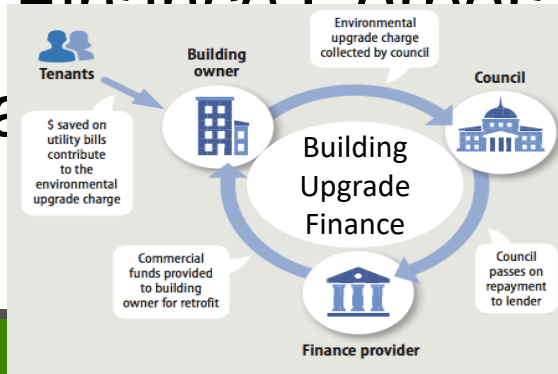 Tenants
Building
owner
Environmental
upgrade charge
collected by council
Council
$ saved on
utility bills
contribute
to the
environmental
upgrade charge
Building
Upgrade
Finance
Commercial
funds provided
to building
owner for retrofit
Council
passes on
repayment
to lender
Finance provider